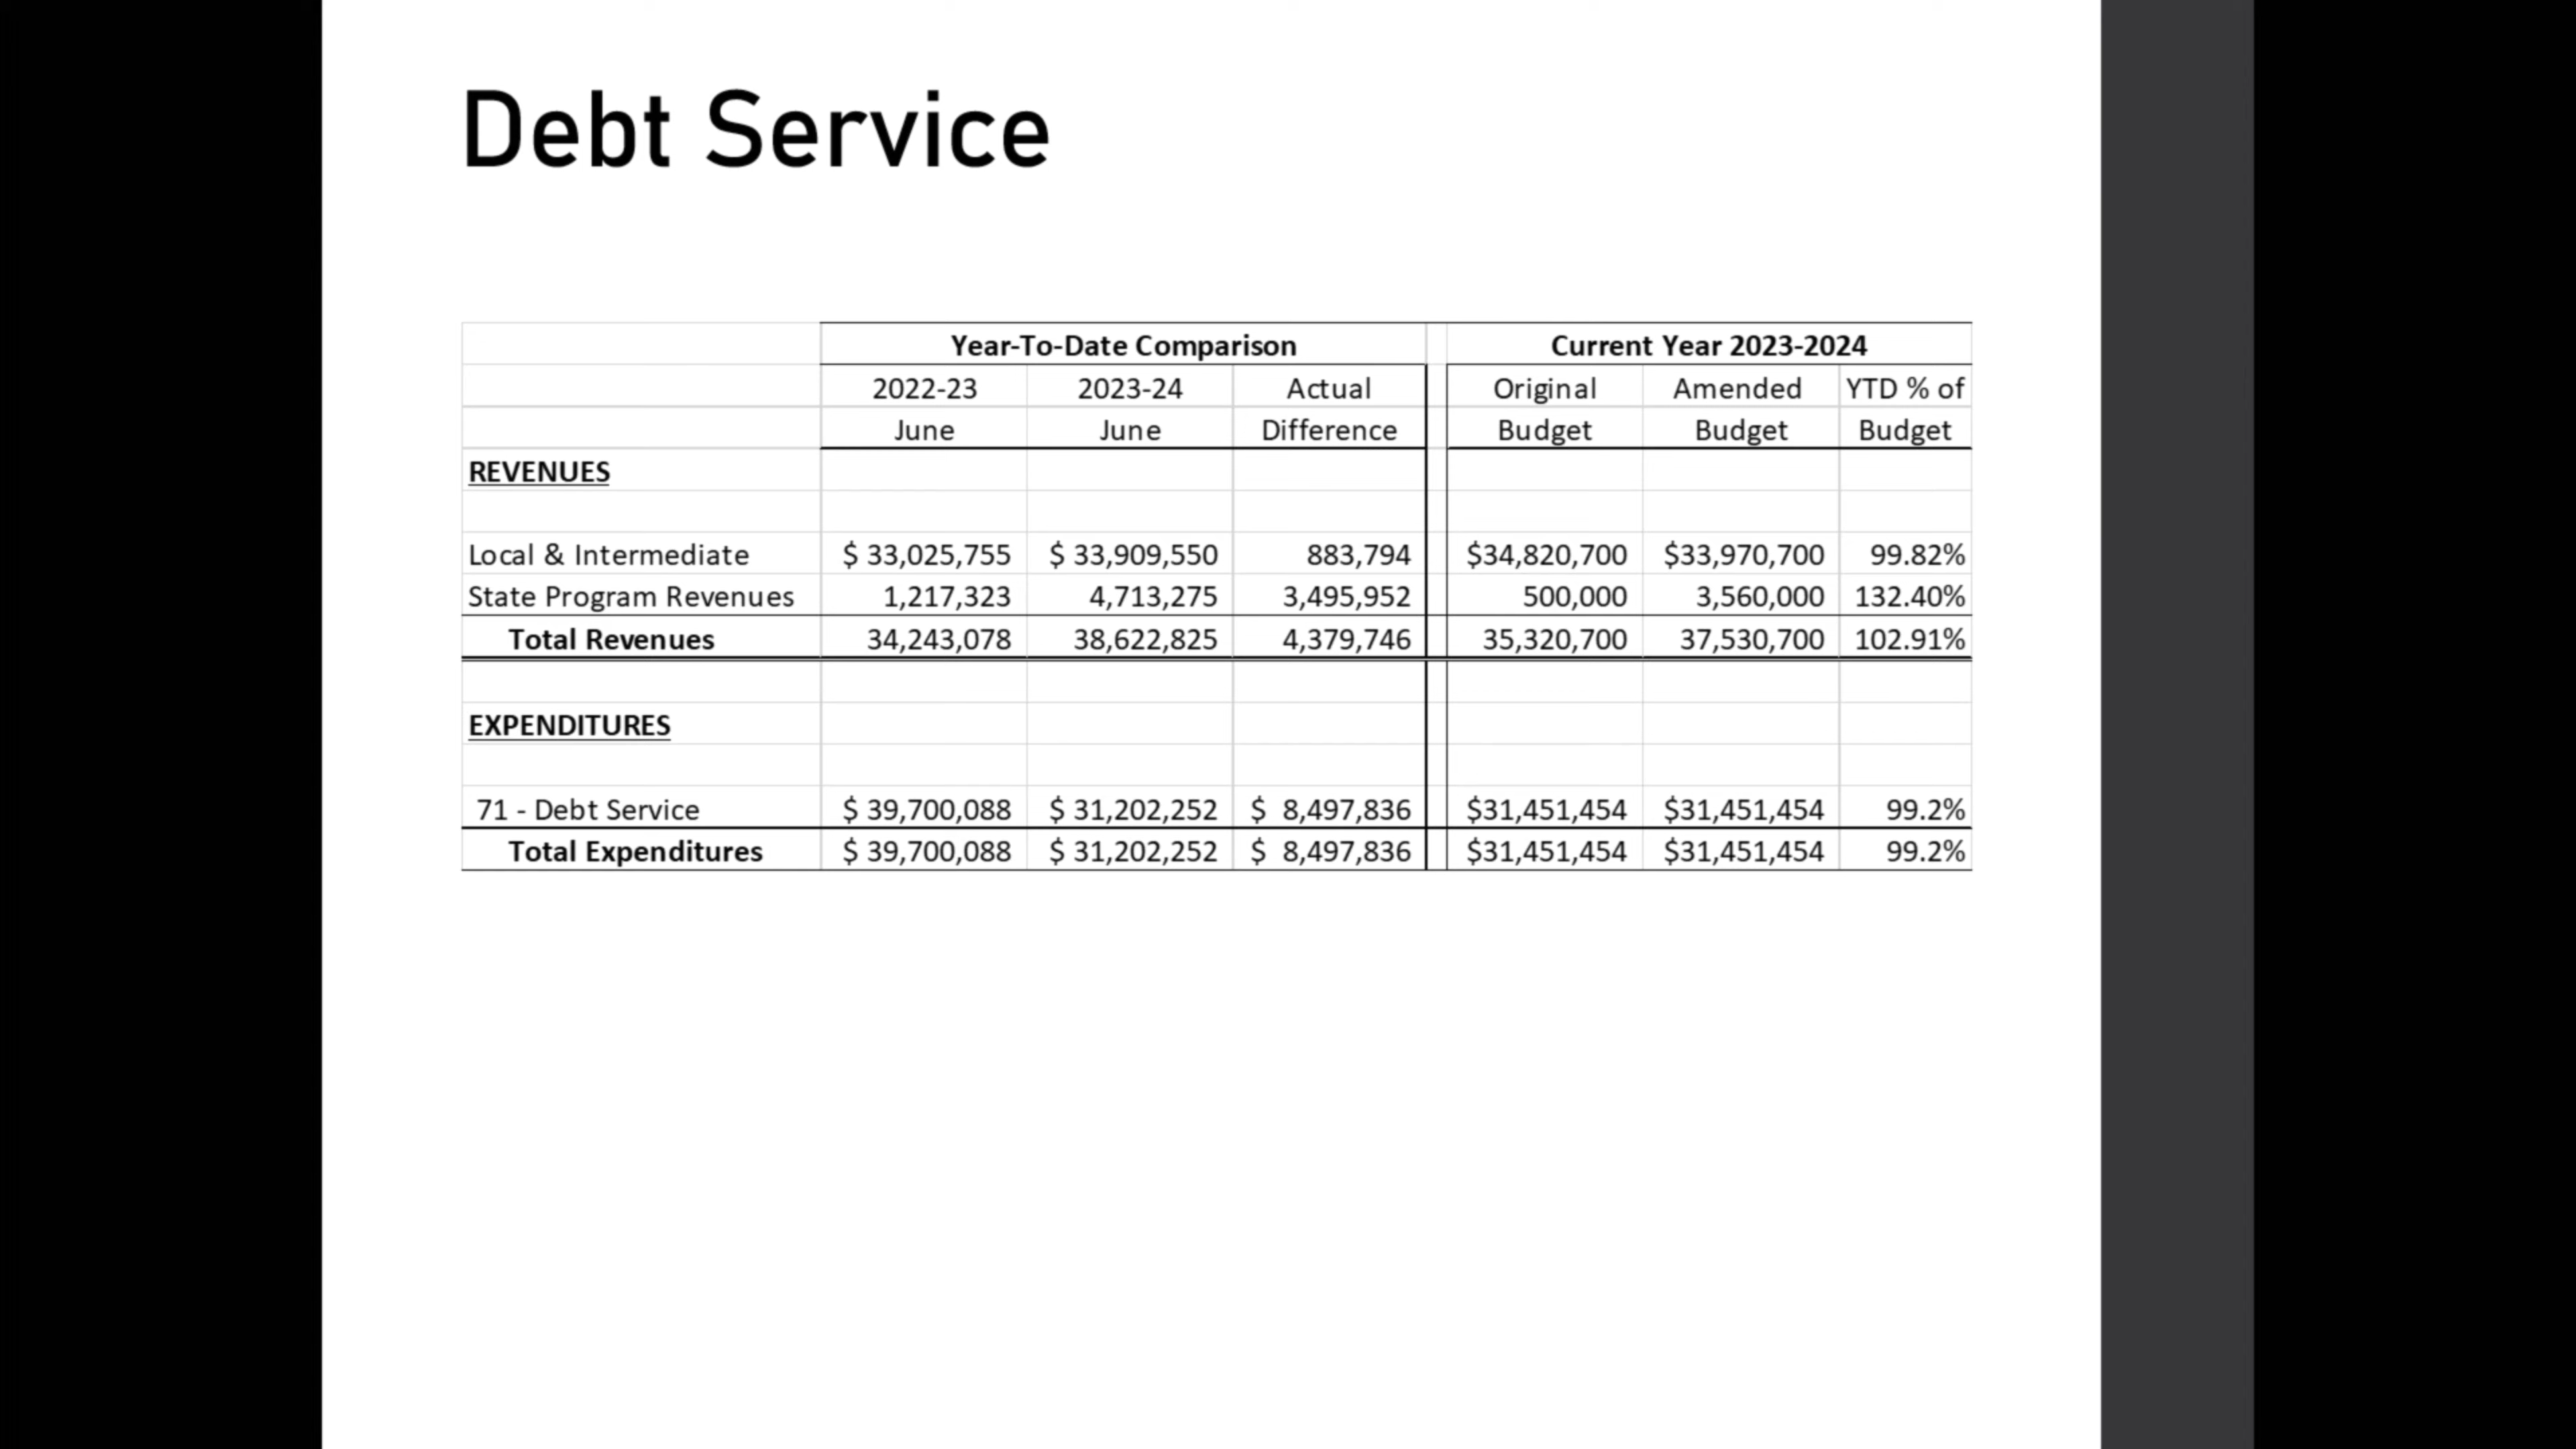 Debt Service
Year-To-Date Comparison Current Year 2023-2024
2022-23 2023-24 Actual Original Amended YTD % of
June June Difference Budget Budget Budget
REVENUES
Local & Intermediate $ 33,025,755 $ 33,909,550 883,794 $34,820,700 $33,970,700 99.82%
State Program Revenues 1,217,323 4,713,275 3,495,952 500,000 3,560,000 132.40%
Total Revenues 34,243,078 38,622,825 4,379,746 35,320,700 37,530,700 102.91%
EXPENDITURES
71 - Debt Service $ 39,700,088 $ 31,202,252 $ 8,497,836 $31,451,454 $31,451,454 99.2%
Total Expenditures $ 39,700,088 $ 31,202,252 $ 8,497,836 $31,451,454 $31,451,454 99.2%